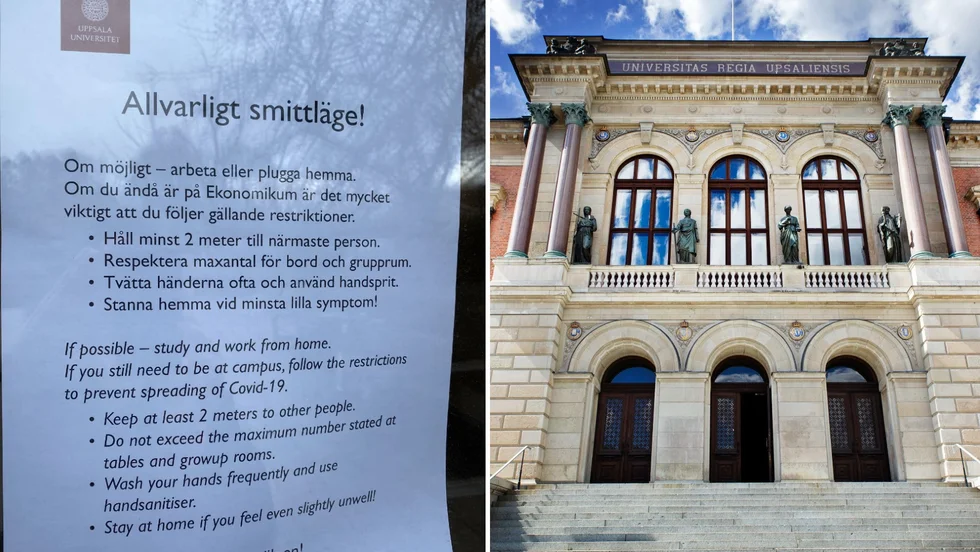 UPPSALA
UNIVERSITET
Allvarligt smittläge!
Om möjligt – arbeta eller plugga hemma.
Om du ändå är på Ekonomikum är det mycket
viktigt att du följer gällande restriktioner.
• Håll minst 2 meter till närmaste person.
• Respektera maxantal för bord och grupprum.
• Tvätta händerna ofta och använd handsprit.
• Stanna hemma vid minsta lilla symptom!
If possible – study and work from home.
If you still need to be at campus, follow the restrictions
to prevent spreading of Covid-19.
• Keep at least 2 meters to other people.
• Do not exceed the maximum number stated at
tables and growup rooms.
• Wash your hands frequently and use
handsanitiser.
• Stay at home if you feel even slightly unwell!
UNIVERSITAS REGIA UPSALIENSIS